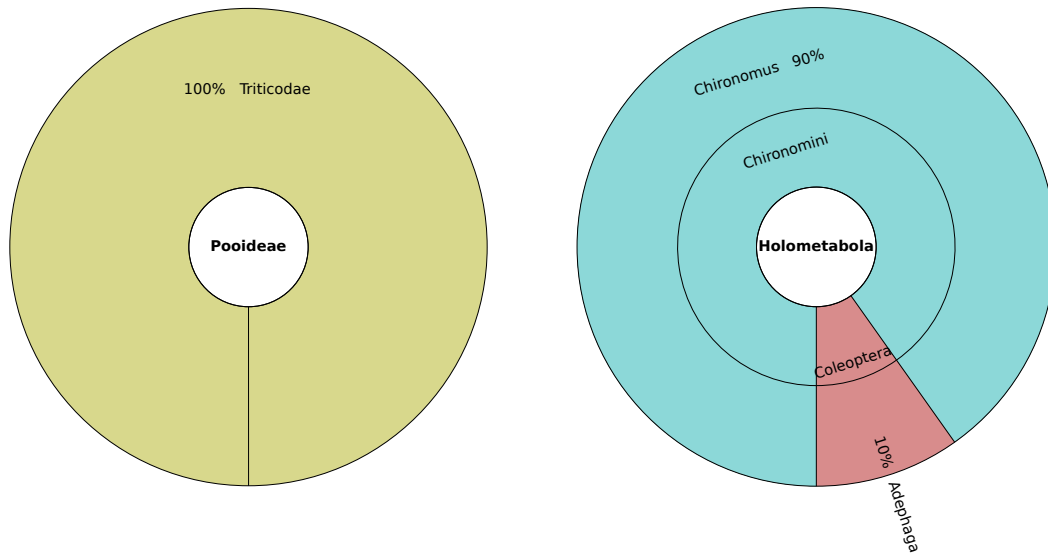 100% Triticodae
Pooideae
Chironomus 90%
Chironomini
Holometabola
Coleoptera
10% Adephaga